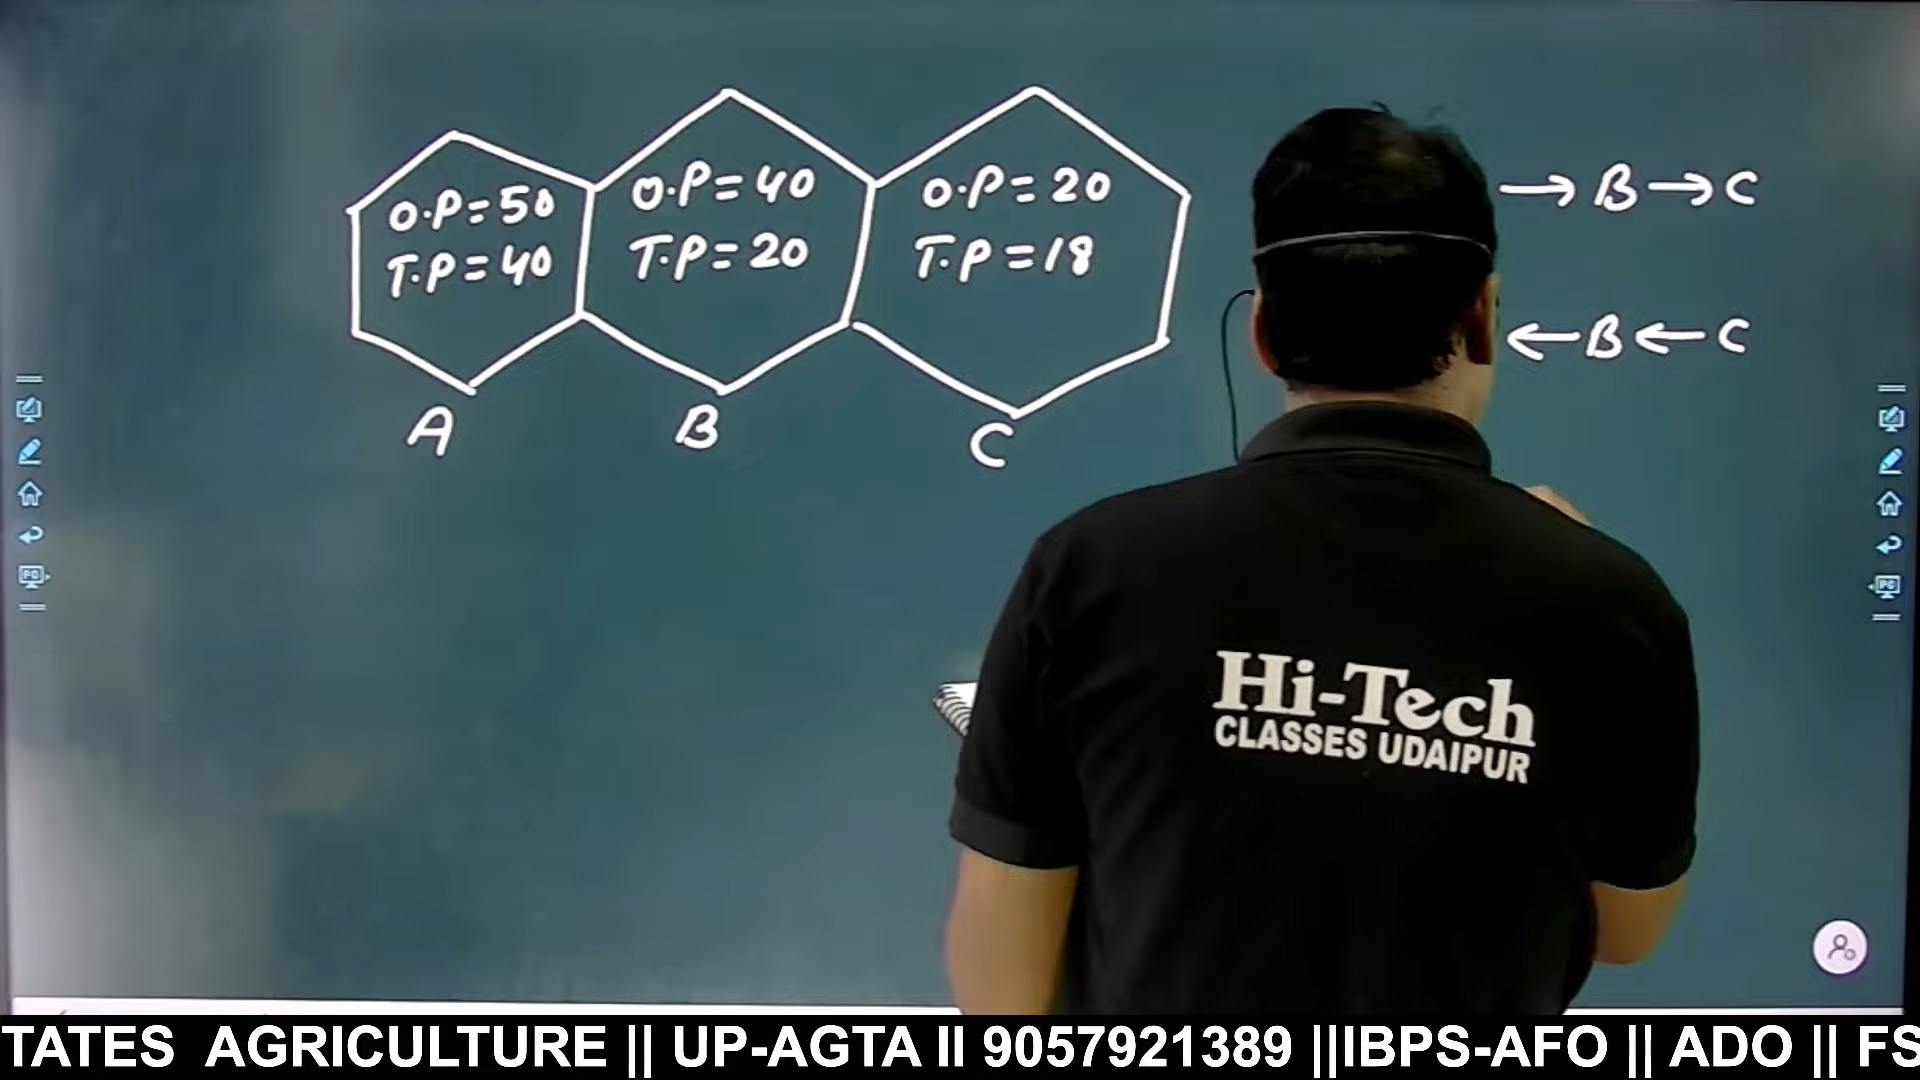 O.P=50
T.P=40
O.P=40
T.P=20
O.P=20
T.P=18
A
B
C
→ B → C
← B ← C
Hi-Tech
CLASSES UDAIPUR
TATES AGRICULTURE || UP-AGTA II 9057921389 ||IBPS-AFO || ADO || FS